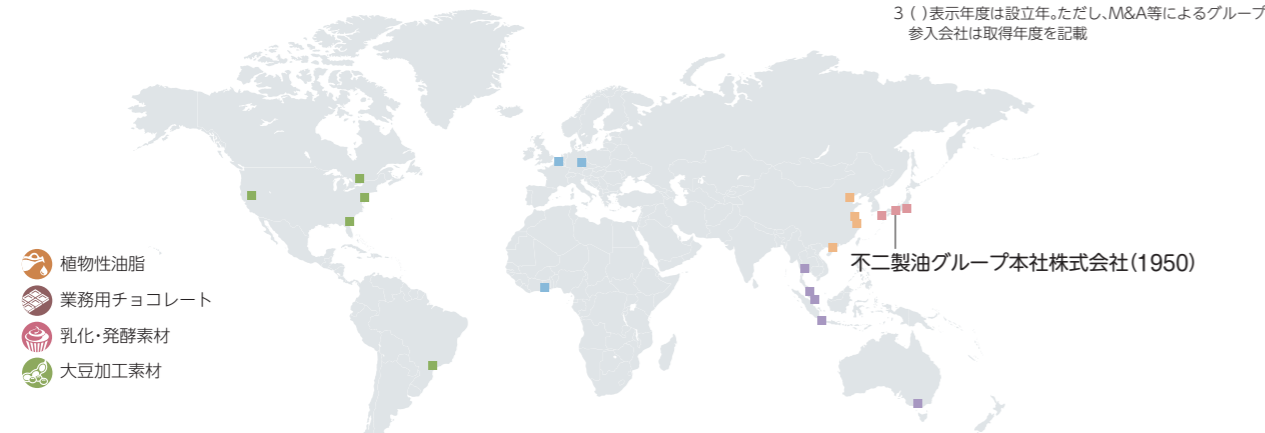 3 ( )表示年度は設立年。ただし、M&A等によるグループ
参入会社は取得年度を記載
不二製油グループ本社株式会社(1950)
植物性油脂
業務用チョコレート
乳化・発酵素材
大豆加工素材